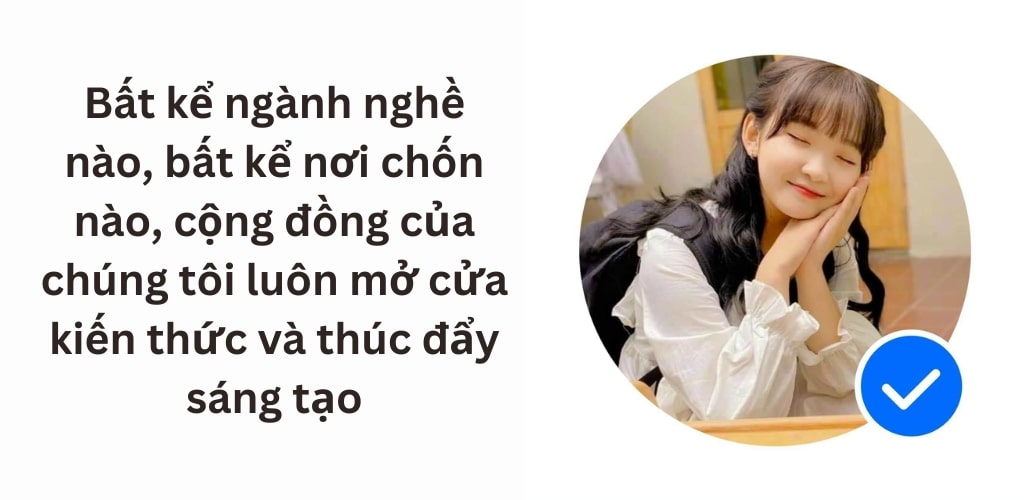 Bất kể ngành nghề
nào, bất kể nơi chốn
nào, cộng đồng của
chúng tôi luôn mở cửa
kiến thức và thúc đẩy
sáng tạo